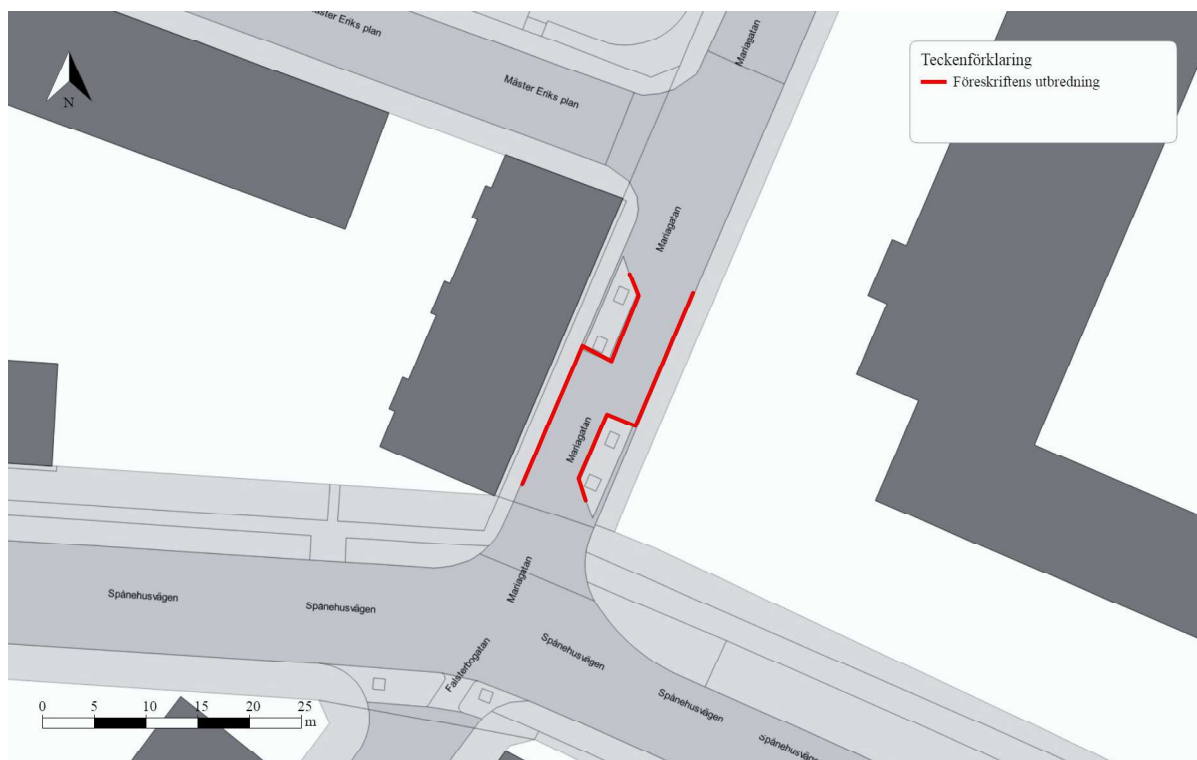 Mäster Eriks plan
Mariagatan
Teckenförklaring
Föreskriftens utbredning
Mäster Eriks plan
N
Mariagatan
Mariagatan
Mariagatan
Spånehusvägen
Spånehusvägen
Spånehusvägen
Falsterbogatan
Spånehusvägen
Spånehusvägen
0 5 10 15 20 25
m